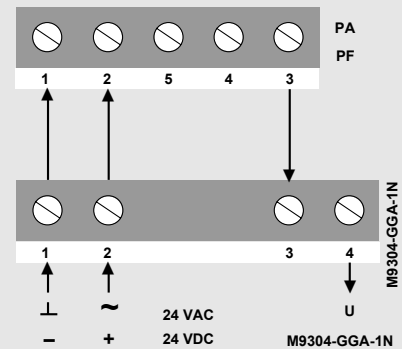 PA
PF
1 2 5 4 3
M9304-GGA-1N
1 2 3 4
⊥ ~ 24 VAC U
– + 24 VDC M9304-GGA-1N